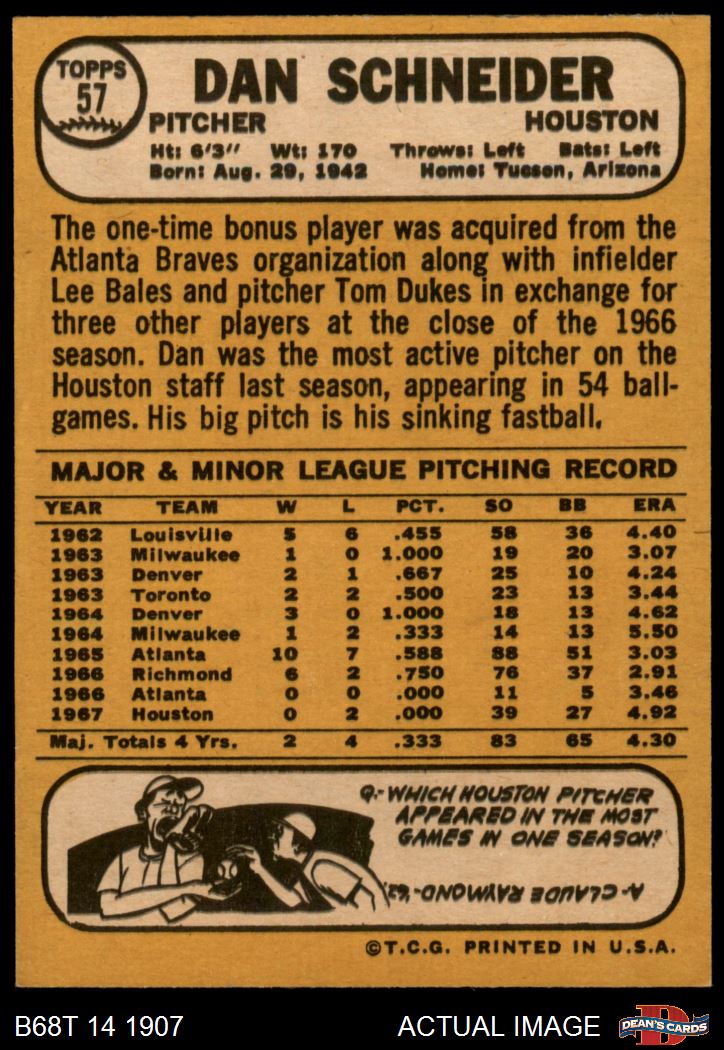 TOPPS
57
DAN SCHNEIDER
PITCHER HOUSTON
Ht: 6'3" Wt: 170 Throws: Left Bats: Left
Born: Aug. 29, 1942 Home: Tucson, Arizona
The one-time bonus player was acquired from the
Atlanta Braves organization along with infielder
Lee Bales and pitcher Tom Dukes in exchange for
three other players at the close of the 1966
season. Dan was the most active pitcher on the
Houston staff last season, appearing in 54 ball-
games. His big pitch is his sinking fastball.
MAJOR & MINOR LEAGUE PITCHING RECORD
YEAR TEAM W L PCT. SO BB ERA
1962 Louisville 5 6 .455 58 36 4.40
1963 Milwaukee 1 0 1.000 19 20 3.07
1963 Denver 2 1 .667 25 10 4.24
1963 Toronto 2 2 .500 23 13 3.44
1964 Denver 3 0 1.000 18 13 4.62
1964 Milwaukee 1 2 .333 14 13 5.50
1965 Atlanta 10 7 .588 88 51 3.03
1966 Richmond 6 2 .750 76 37 2.91
1966 Atlanta 0 0 .000 11 5 3.46
1967 Houston 0 2 .000 39 27 4.92
Maj. Totals 4 Yrs. 2 4 .333 83 65 4.30
Q.- WHICH HOUSTON PITCHER
APPEARED IN THE MOST
GAMES IN ONE SEASON?
A- CLAUDE RAYMOND-'62.
©T.C.G. PRINTED IN U.S.A.
B68T 14 1907 ACTUAL IMAGE
D
DEAN'S CARDS